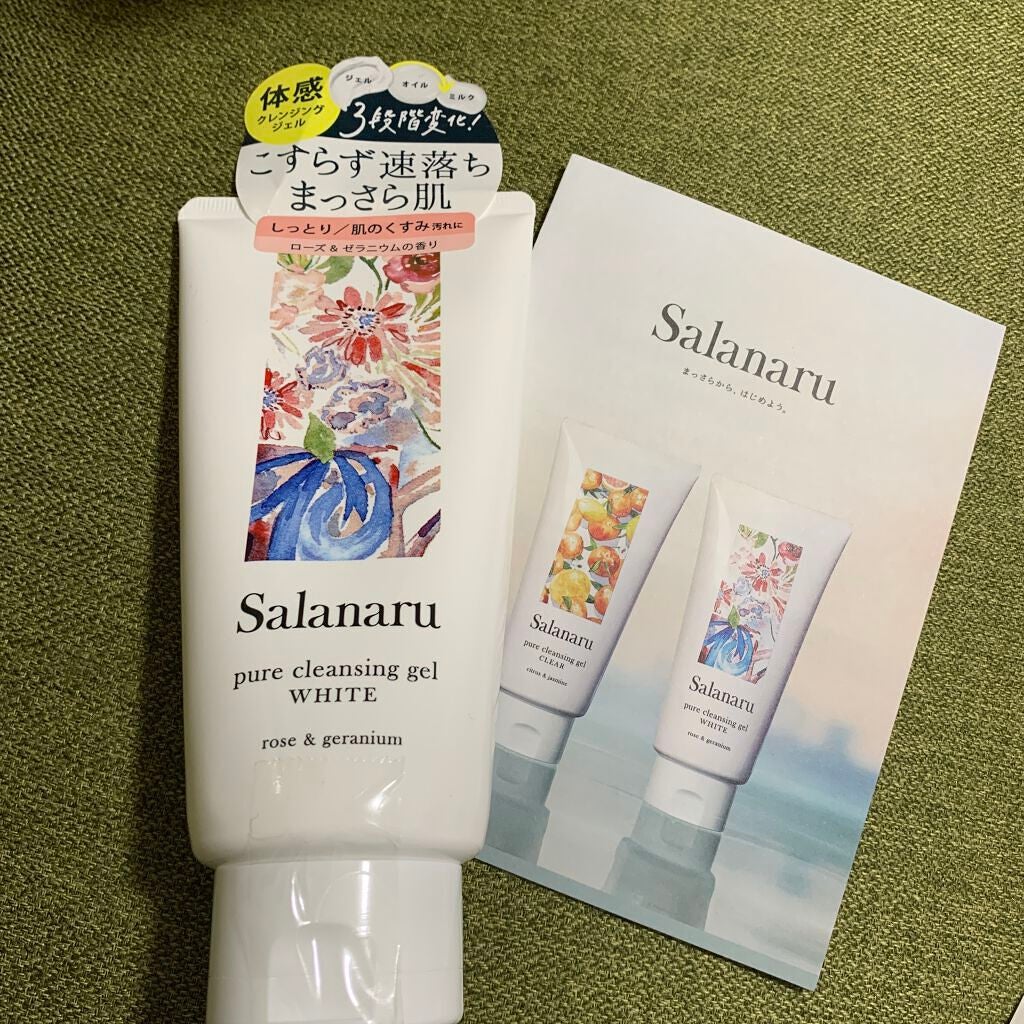 体感
クレンジング
ジェル
ジェル
オイル
ミルク
3段階変化!
こすらず速落ち
まっさら肌
しっとり/肌のくすみ汚れに
ローズ&ゼラニウムの香り
Salanaru
pure cleansing gel
WHITE
rose & geranium
Salanaru
まっさらから、はじめよう。
Salanaru
pure cleansing gel
CLEAR
citrus & jasmine
Salanaru
pure cleansing gel
WHITE
rose & geranium